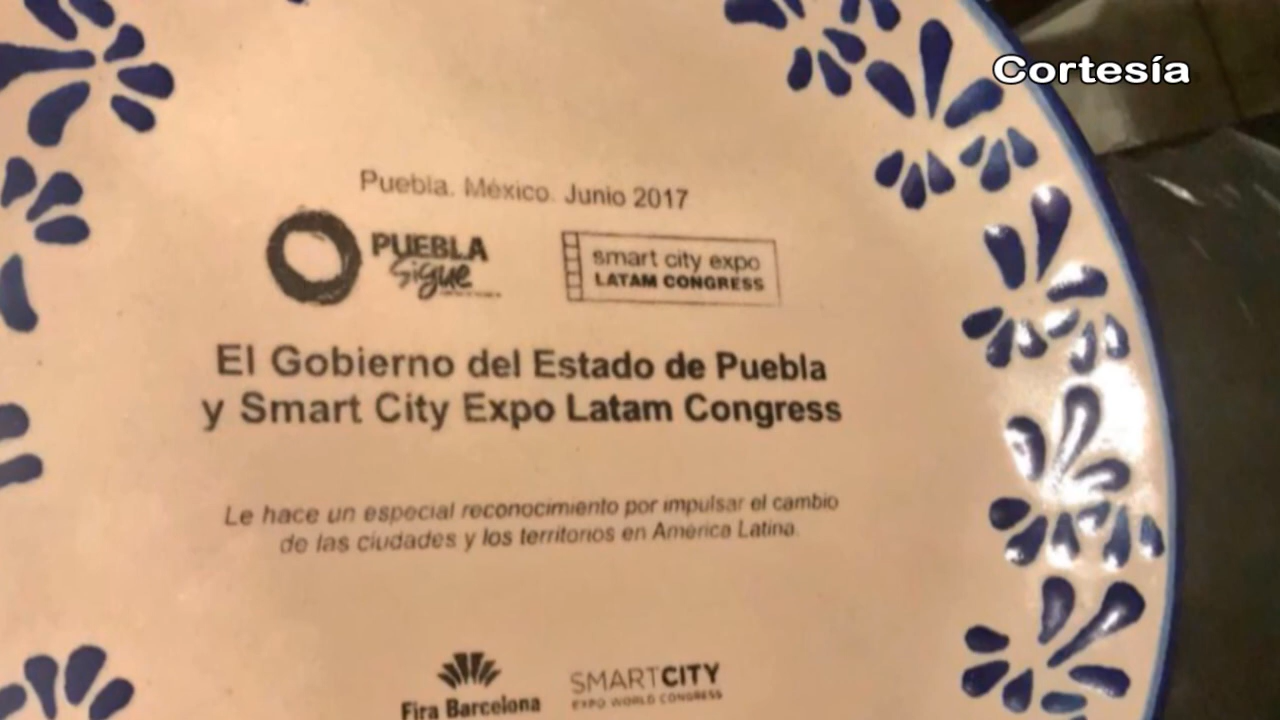 Cortesía
Puebla. México. Junio 2017
PUEBLA
Sigue
smart city expo
LATAM CONGRESS
El Gobierno del Estado de Puebla
y Smart City Expo Latam Congress
Le hace un especial reconocimiento por impulsar el cambio
de las ciudades y los territorios en América Latina.
Fira Barcelona
SMARTCITY
EXPO WORLD CONGRESS